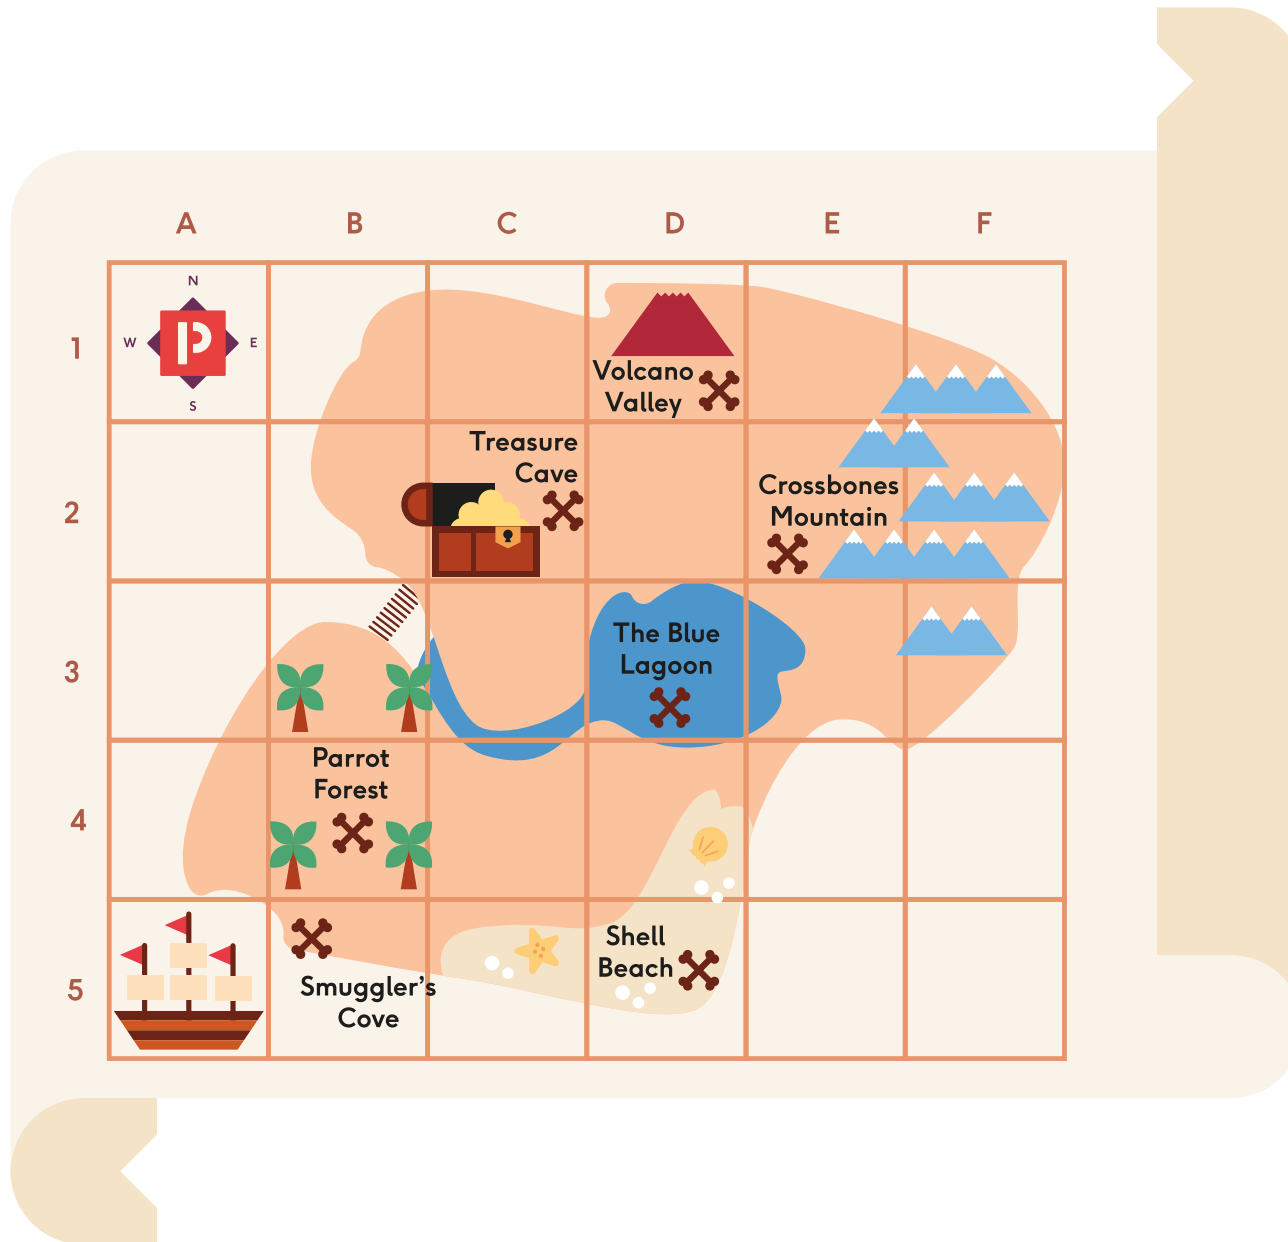 A B C D E F
N
1
W P E
S
Volcano
Valley
Treasure
Cave
2
Crossbones
Mountain
3
The Blue
Lagoon
Parrot
Forest
4
5
Shell
Beach
Smuggler's
Cove